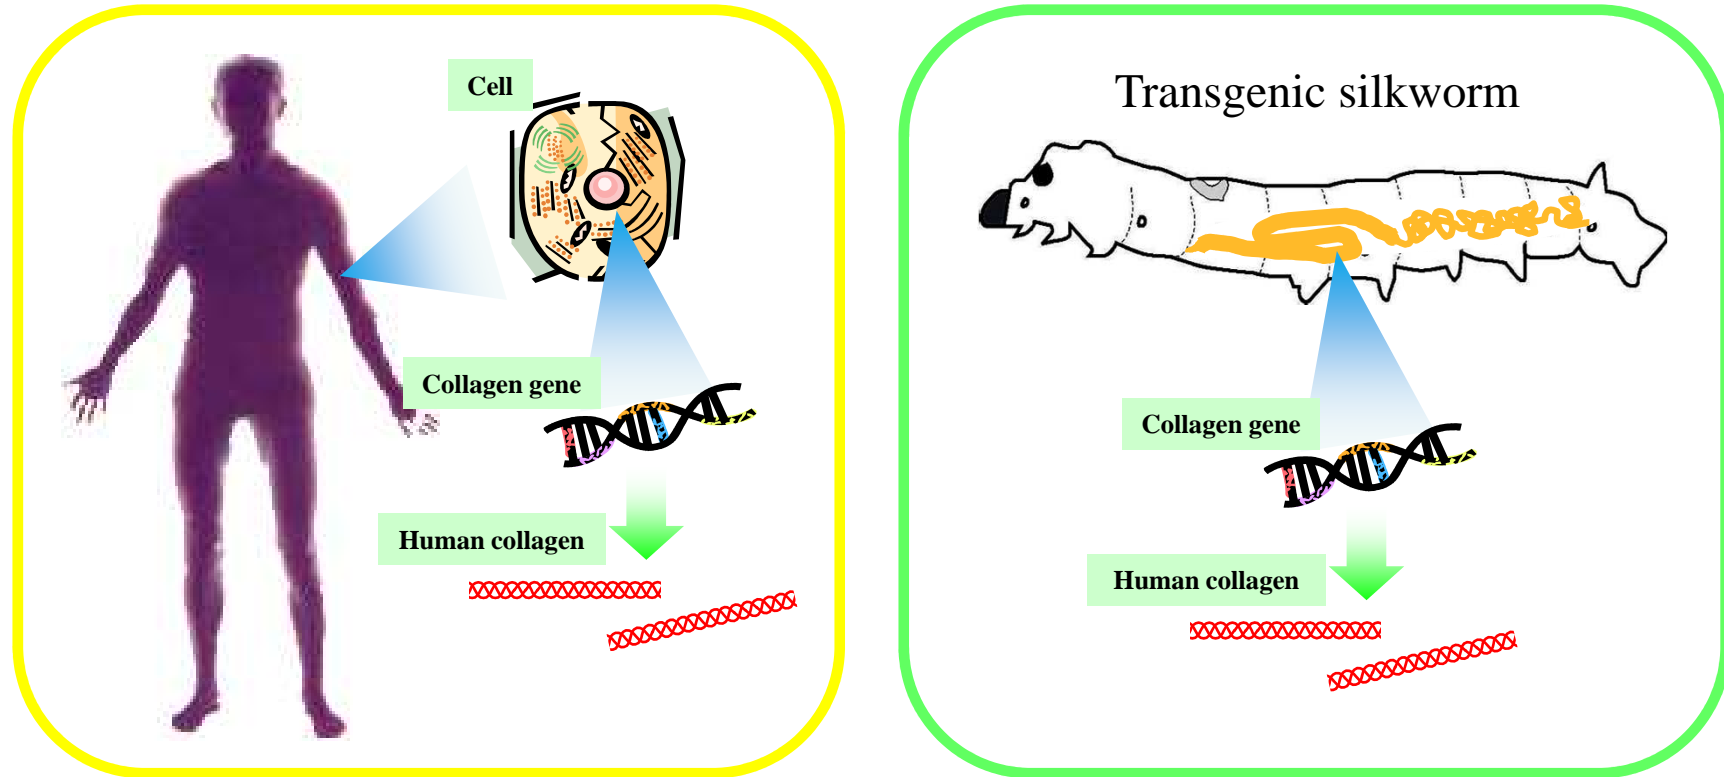 Cell
Collagen gene
Human collagen
Transgenic silkworm
Collagen gene
Human collagen